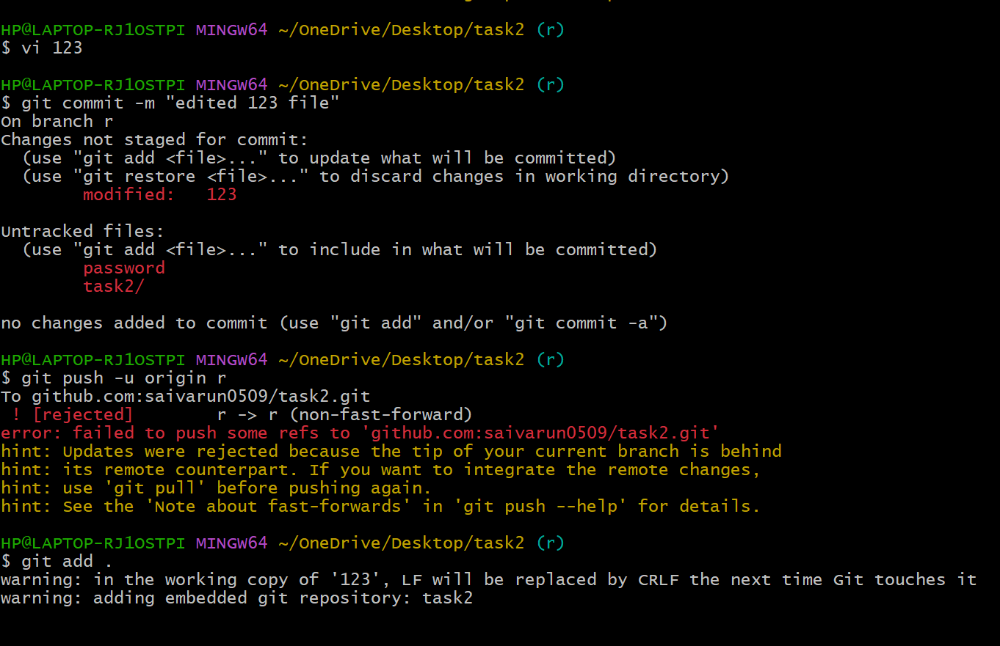 HP@LAPTOP-RJ1OSTPI MINGW64 ~/OneDrive/Desktop/task2 (r)
$ vi 123
HP@LAPTOP-RJ1OSTPI MINGW64 ~/OneDrive/Desktop/task2 (r)
$ git commit -m "edited 123 file"
On branch r
Changes not staged for commit:
  (use "git add <file>..." to update what will be committed)
  (use "git restore <file>..." to discard changes in working directory)
        modified:   123
Untracked files:
  (use "git add <file>..." to include in what will be committed)
        password
        task2/
no changes added to commit (use "git add" and/or "git commit -a")
HP@LAPTOP-RJ1OSTPI MINGW64 ~/OneDrive/Desktop/task2 (r)
$ git push -u origin r
To github.com:saivarun0509/task2.git
 ! [rejected]        r -> r (non-fast-forward)
error: failed to push some refs to 'github.com:saivarun0509/task2.git'
hint: Updates were rejected because the tip of your current branch is behind
hint: its remote counterpart. If you want to integrate the remote changes,
hint: use 'git pull' before pushing again.
hint: See the 'Note about fast-forwards' in 'git push --help' for details.
HP@LAPTOP-RJ1OSTPI MINGW64 ~/OneDrive/Desktop/task2 (r)
$ git add .
warning: in the working copy of '123', LF will be replaced by CRLF the next time Git touches it
warning: adding embedded git repository: task2